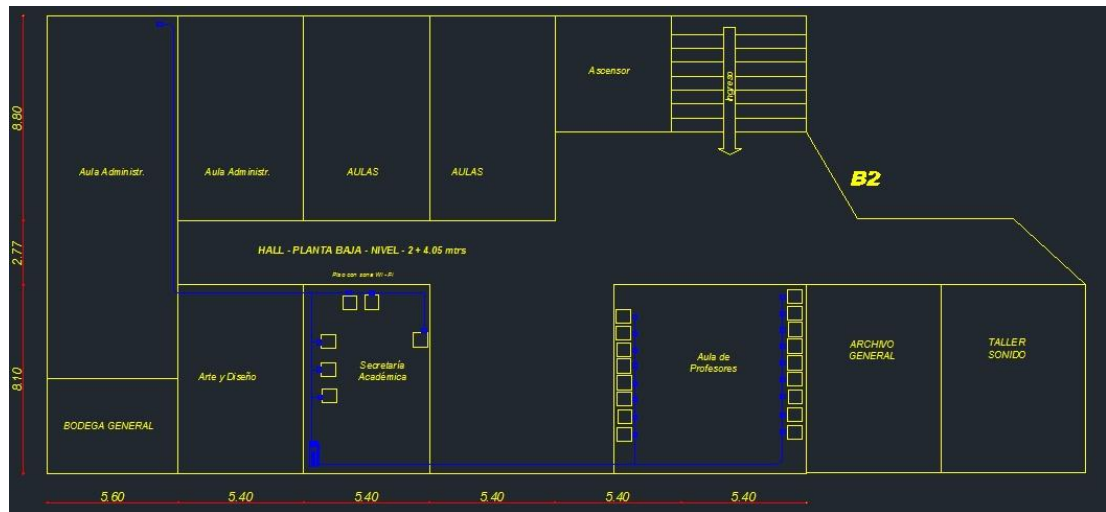 Ascensor
Ingreso
8.80
Aula Administr.
Aula Administr.
AULAS
AULAS
B2
2.77
HALL - PLANTA BAJA - NIVEL - 2 + 4.05 mtrs
Piso con zona Wi - Fi
8.10
Arte y Diseño
Secretaría
Académica
Aula de
Profesores
ARCHIVO
GENERAL
TALLER
SONIDO
BODEGA GENERAL
5.60
5.40
5.40
5.40
5.40
5.40